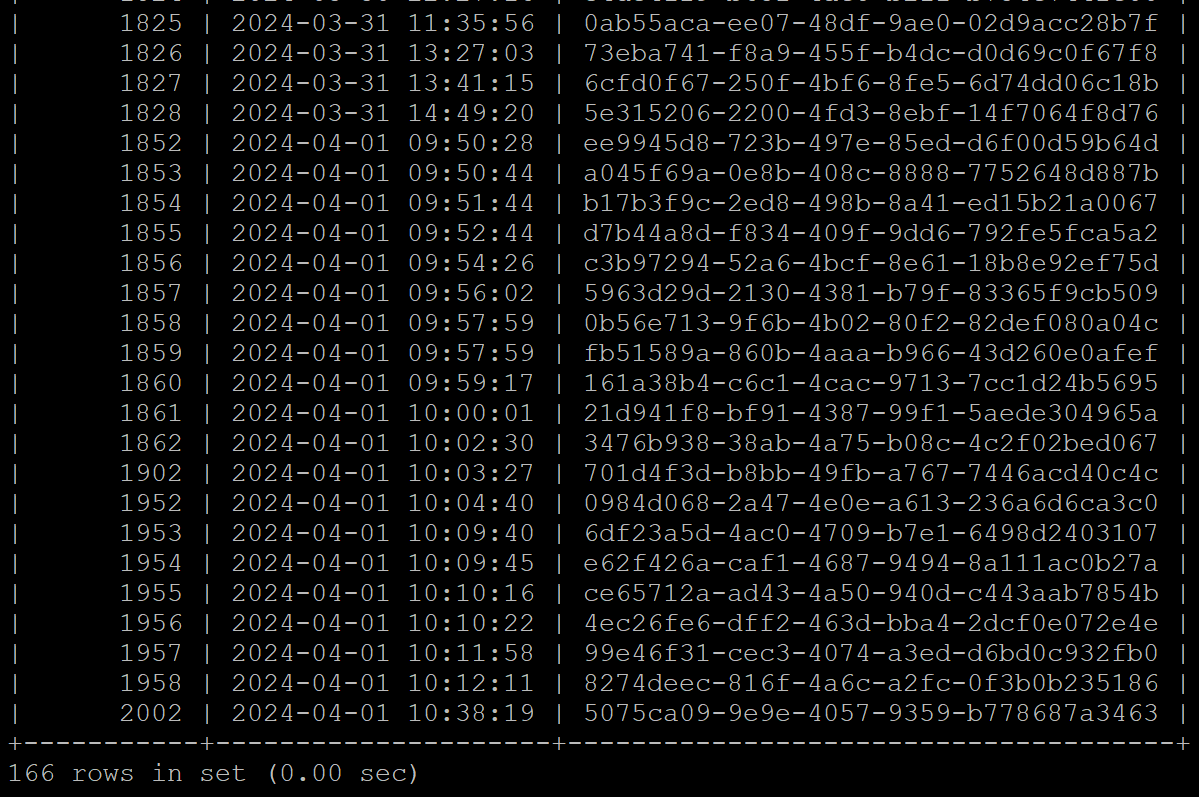 | 1825 | 2024-03-31 11:35:56 | 0ab55aca-ee07-48df-9ae0-02d9acc28b7f |
| 1826 | 2024-03-31 13:27:03 | 73eba741-f8a9-455f-b4dc-d0d69c0f67f8 |
| 1827 | 2024-03-31 13:41:15 | 6cfd0f67-250f-4bf6-8fe5-6d74dd06c18b |
| 1828 | 2024-03-31 14:49:20 | 5e315206-2200-4fd3-8ebf-14f7064f8d76 |
| 1852 | 2024-04-01 09:50:28 | ee9945d8-723b-497e-85ed-d6f00d59b64d |
| 1853 | 2024-04-01 09:50:44 | a045f69a-0e8b-408c-8888-7752648d887b |
| 1854 | 2024-04-01 09:51:44 | b17b3f9c-2ed8-498b-8a41-ed15b21a0067 |
| 1855 | 2024-04-01 09:52:44 | d7b44a8d-f834-409f-9dd6-792fe5fca5a2 |
| 1856 | 2024-04-01 09:54:26 | c3b97294-52a6-4bcf-8e61-18b8e92ef75d |
| 1857 | 2024-04-01 09:56:02 | 5963d29d-2130-4381-b79f-83365f9cb509 |
| 1858 | 2024-04-01 09:57:59 | 0b56e713-9f6b-4b02-80f2-82def080a04c |
| 1859 | 2024-04-01 09:57:59 | fb51589a-860b-4aaa-b966-43d260e0afef |
| 1860 | 2024-04-01 09:59:17 | 161a38b4-c6c1-4cac-9713-7cc1d24b5695 |
| 1861 | 2024-04-01 10:00:01 | 21d941f8-bf91-4387-99f1-5aede304965a |
| 1862 | 2024-04-01 10:02:30 | 3476b938-38ab-4a75-b08c-4c2f02bed067 |
| 1902 | 2024-04-01 10:03:27 | 701d4f3d-b8bb-49fb-a767-7446acd40c4c |
| 1952 | 2024-04-01 10:04:40 | 0984d068-2a47-4e0e-a613-236a6d6ca3c0 |
| 1953 | 2024-04-01 10:09:40 | 6df23a5d-4ac0-4709-b7e1-6498d2403107 |
| 1954 | 2024-04-01 10:09:45 | e62f426a-caf1-4687-9494-8a111ac0b27a |
| 1955 | 2024-04-01 10:10:16 | ce65712a-ad43-4a50-940d-c443aab7854b |
| 1956 | 2024-04-01 10:10:22 | 4ec26fe6-dff2-463d-bba4-2dcf0e072e4e |
| 1957 | 2024-04-01 10:11:58 | 99e46f31-cec3-4074-a3ed-d6bd0c932fb0 |
| 1958 | 2024-04-01 10:12:11 | 8274deec-816f-4a6c-a2fc-0f3b0b235186 |
| 2002 | 2024-04-01 10:38:19 | 5075ca09-9e9e-4057-9359-b778687a3463 |
+-----------+---------------------+--------------------------------------+
166 rows in set (0.00 sec)